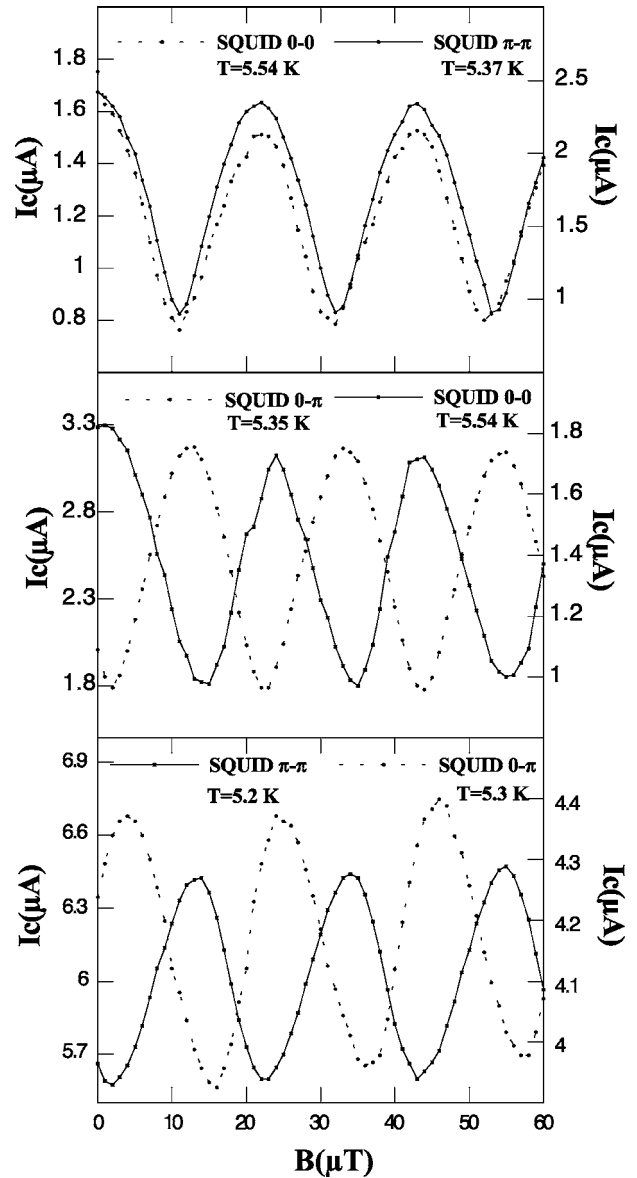 SQUID 0-0 SQUID π-π
T=5.54 K T=5.37 K
1.8
1.6
1.4
1.2
1
0.8
Ic(μA)
2.5
2
1.5
1
Ic(μA)
SQUID 0-π SQUID 0-0
T=5.35 K T=5.54 K
3.3
2.8
2.3
1.8
Ic(μA)
1.8
1.6
1.4
1.2
1
Ic(μA)
SQUID π-π SQUID 0-π
T=5.2 K T=5.3 K
6.9
6.6
6.3
6
5.7
Ic(μA)
4.4
4.3
4.2
4.1
4
Ic(μA)
0 10 20 30 40 50 60
B(μT)